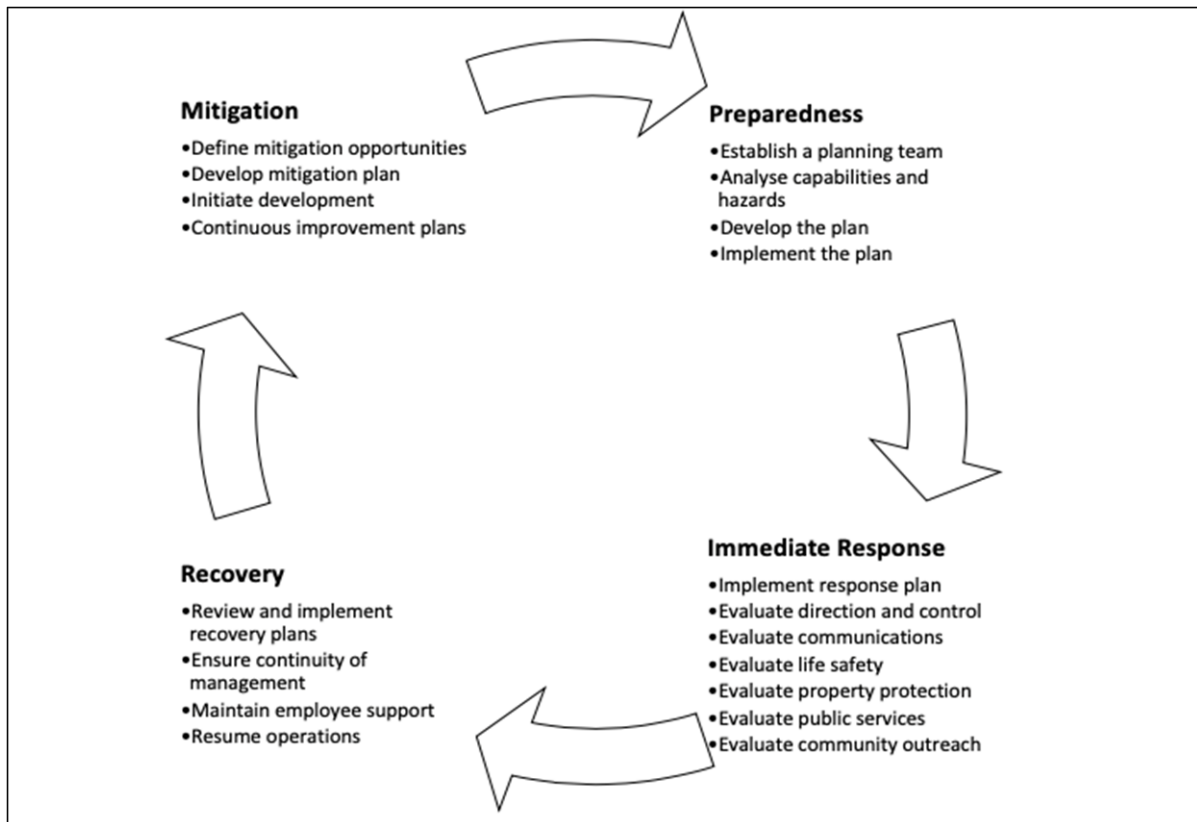 Mitigation
•Define mitigation opportunities
•Develop mitigation plan
•Initiate development
•Continuous improvement plans
Preparedness
•Establish a planning team
•Analyse capabilities and
hazards
•Develop the plan
•Implement the plan
Immediate Response
•Implement response plan
•Evaluate direction and control
•Evaluate communications
•Evaluate life safety
•Evaluate property protection
•Evaluate public services
•Evaluate community outreach
Recovery
•Review and implement
recovery plans
•Ensure continuity of
management
•Maintain employee support
•Resume operations